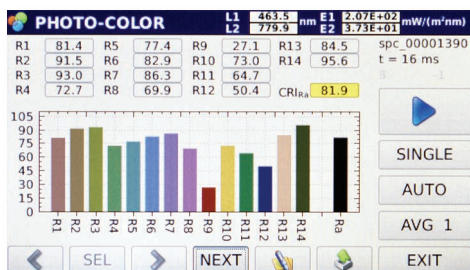 PHOTO-COLOR L1 463.5 nm E1 2.07E+02 mW/(m²nm)
L2 779.9 E2 3.73E+01
R1 81.4 R5 77.4 R9 27.1 R13 84.5 spc_00001390
R2 91.5 R6 82.9 R10 73.0 R14 95.6 t = 16 ms
R3 93.0 R7 86.3 R11 64.7
R4 72.7 R8 69.9 R12 50.4 CRIRa 81.9
105
90
75
60
45
30
15
0
R1 R2 R3 R4 R5 R6 R7 R8 R9 R10 R11 R12 R13 R14 Ra
SINGLE
AUTO
AVG 1
SEL NEXT EXIT